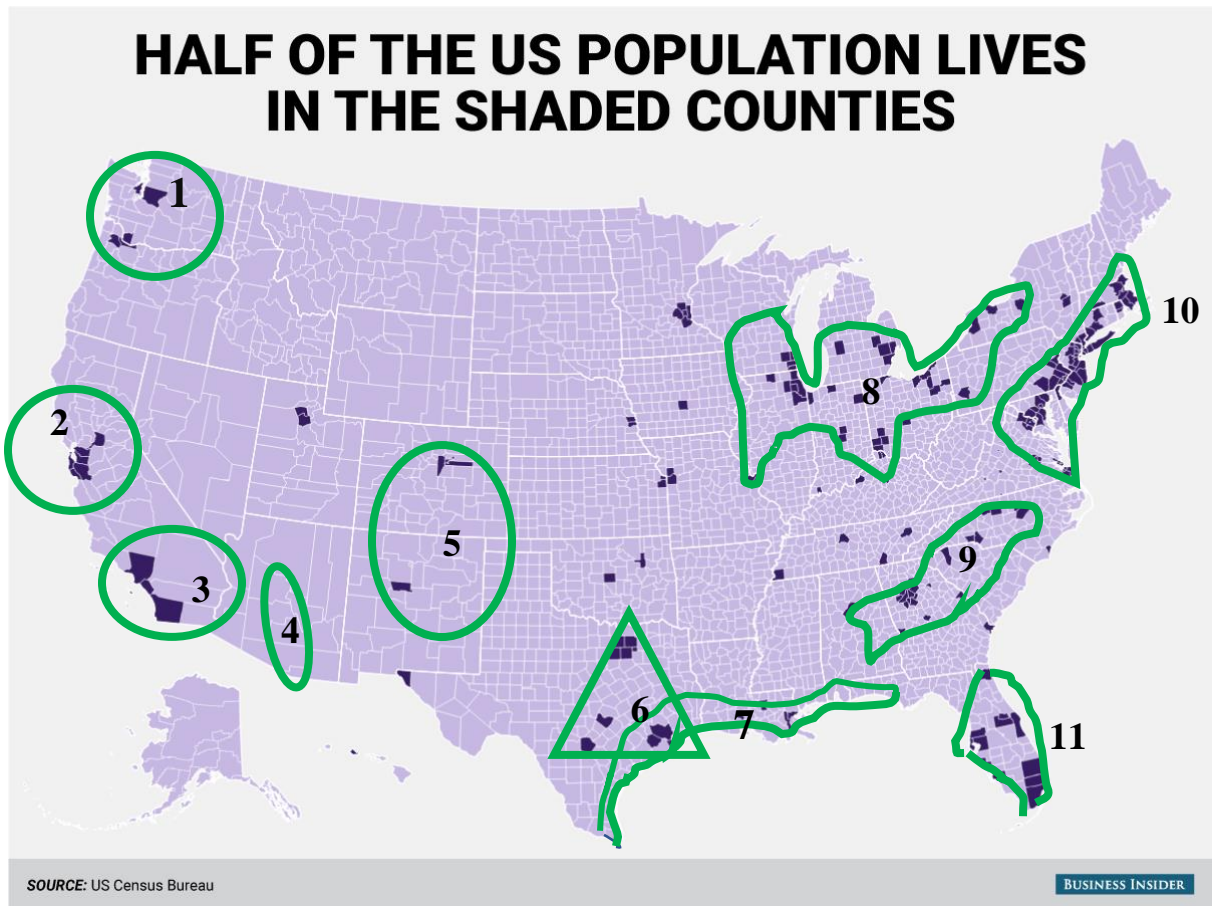 HALF OF THE US POPULATION LIVES
IN THE SHADED COUNTIES
1
10
2
8
5
9
3
4
6
7
11
SOURCE: US Census Bureau
BUSINESS INSIDER